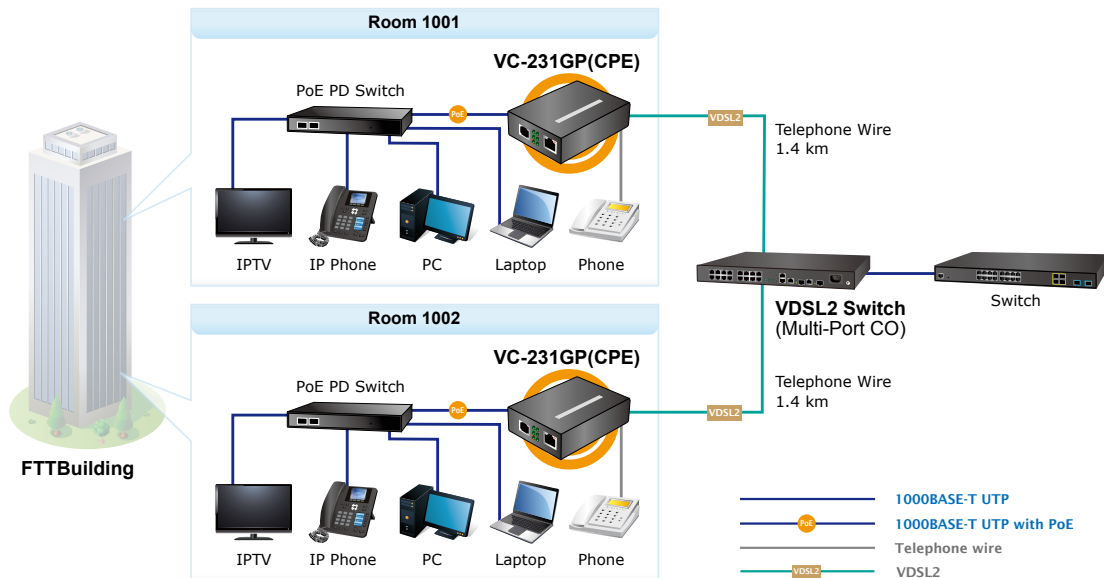 Room 1001
VC-231GP(CPE)
PoE PD Switch
PoE
VDSL2
Telephone Wire
1.4 km
IPTV
IP Phone
PC
Laptop
Phone
VDSL2 Switch
(Multi-Port CO)
Switch
Room 1002
VC-231GP(CPE)
PoE PD Switch
PoE
VDSL2
Telephone Wire
1.4 km
IPTV
IP Phone
PC
Laptop
Phone
FTTBuilding
1000BASE-T UTP
PoE
1000BASE-T UTP with PoE
Telephone wire
VDSL2
VDSL2